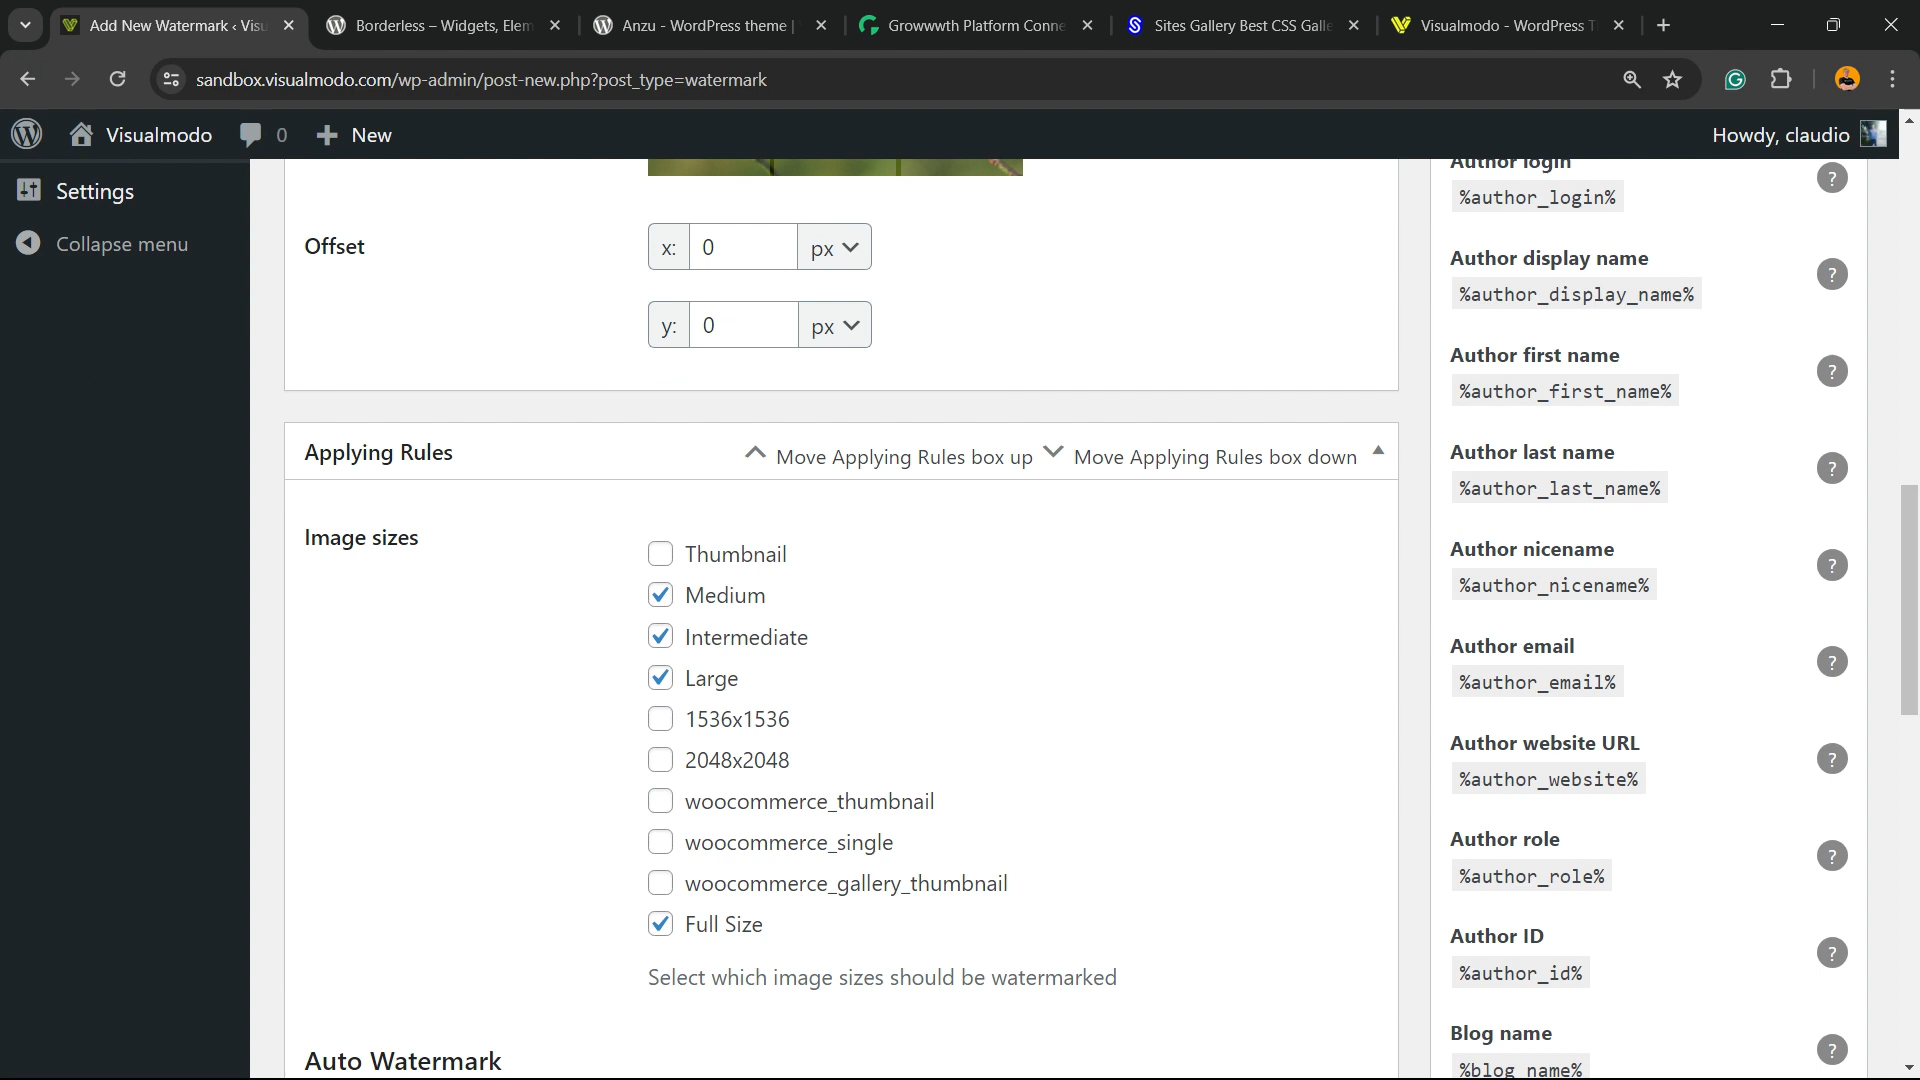 Add New Watermark ‹ Visu
Borderless – Widgets, Elem
Anzu - WordPress theme |
Growwwth Platform Conne
Sites Gallery Best CSS Galle
Visualmodo - WordPress T
sandbox.visualmodo.com/wp-admin/post-new.php?post_type=watermark
Visualmodo
0
New
Howdy, claudio
Settings
Collapse menu
Offset
x:
0
px
y:
0
px
Applying Rules
Move Applying Rules box up
Move Applying Rules box down
Image sizes
Thumbnail
Medium
Intermediate
Large
1536x1536
2048x2048
woocommerce_thumbnail
woocommerce_single
woocommerce_gallery_thumbnail
Full Size
Select which image sizes should be watermarked
Auto Watermark
Author login
%author_login%
?
Author display name
%author_display_name%
?
Author first name
%author_first_name%
?
Author last name
%author_last_name%
?
Author nicename
%author_nicename%
?
Author email
%author_email%
?
Author website URL
%author_website%
?
Author role
%author_role%
?
Author ID
%author_id%
?
Blog name
%blog_name%
?